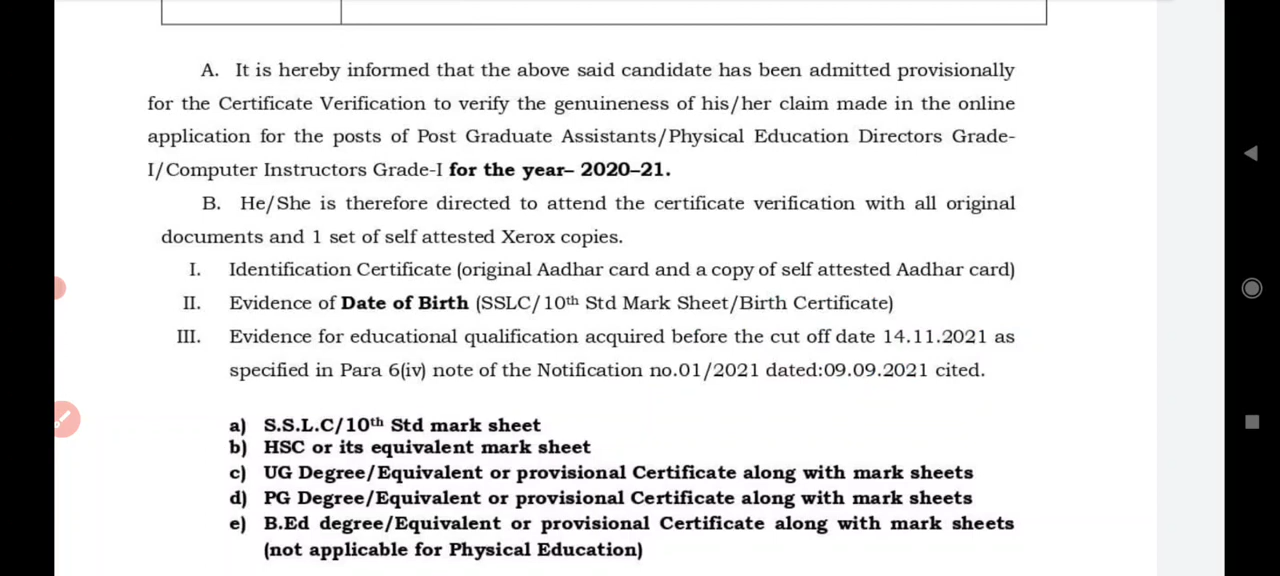 A. It is hereby informed that the above said candidate has been admitted provisionally
for the Certificate Verification to verify the genuineness of his/her claim made in the online
application for the posts of Post Graduate Assistants/Physical Education Directors Grade-
I/Computer Instructors Grade-I for the year– 2020–21.
B. He/She is therefore directed to attend the certificate verification with all original
documents and 1 set of self attested Xerox copies.
I. Identification Certificate (original Aadhar card and a copy of self attested Aadhar card)
II. Evidence of Date of Birth (SSLC/10th Std Mark Sheet/Birth Certificate)
III. Evidence for educational qualification acquired before the cut off date 14.11.2021 as
specified in Para 6(iv) note of the Notification no.01/2021 dated:09.09.2021 cited.
a) S.S.L.C/10th Std mark sheet
b) HSC or its equivalent mark sheet
c) UG Degree/Equivalent or provisional Certificate along with mark sheets
d) PG Degree/Equivalent or provisional Certificate along with mark sheets
e) B.Ed degree/Equivalent or provisional Certificate along with mark sheets
(not applicable for Physical Education)